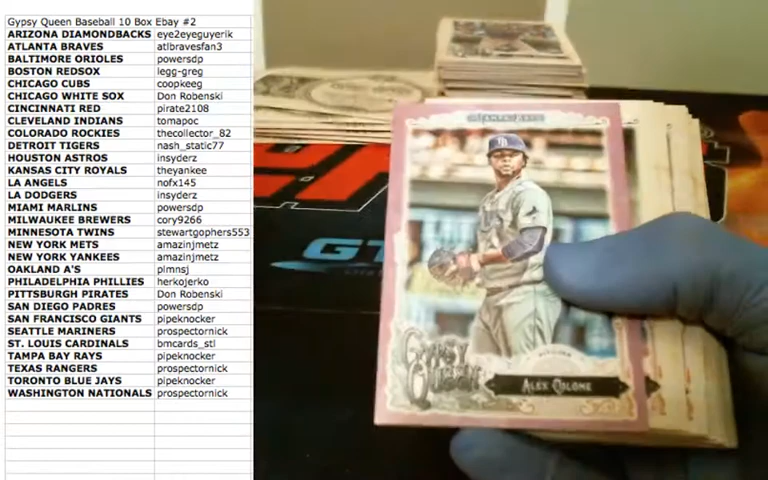 Gypsy Queen Baseball 10 Box Ebay #2
ARIZONA DIAMONDBACKS eye2eyeguyerik
ATLANTA BRAVES atlbravesfan3
BALTIMORE ORIOLES powersdp
BOSTON REDSOX legg-greg
CHICAGO CUBS coopkeeg
CHICAGO WHITE SOX Don Robenski
CINCINNATI RED pirate2108
CLEVELAND INDIANS tomapoc
COLORADO ROCKIES thecollector_82
DETROIT TIGERS nash_static77
HOUSTON ASTROS insyderz
KANSAS CITY ROYALS theyankee
LA ANGELS nofx145
LA DODGERS insyderz
MIAMI MARLINS powersdp
MILWAUKEE BREWERS cory9266
MINNESOTA TWINS stewartgophers553
NEW YORK METS amazinjmetz
NEW YORK YANKEES amazinjmetz
OAKLAND A'S plmnsj
PHILADELPHIA PHILLIES herkojerko
PITTSBURGH PIRATES Don Robenski
SAN DIEGO PADRES powersdp
SAN FRANCISCO GIANTS pipeknocker
SEATTLE MARINERS prospectornick
ST. LOUIS CARDINALS bmcards_stl
TAMPA BAY RAYS pipeknocker
TEXAS RANGERS prospectornick
TORONTO BLUE JAYS pipeknocker
WASHINGTON NATIONALS prospectornick
GYPSY
QUEEN
ALEX COLOME